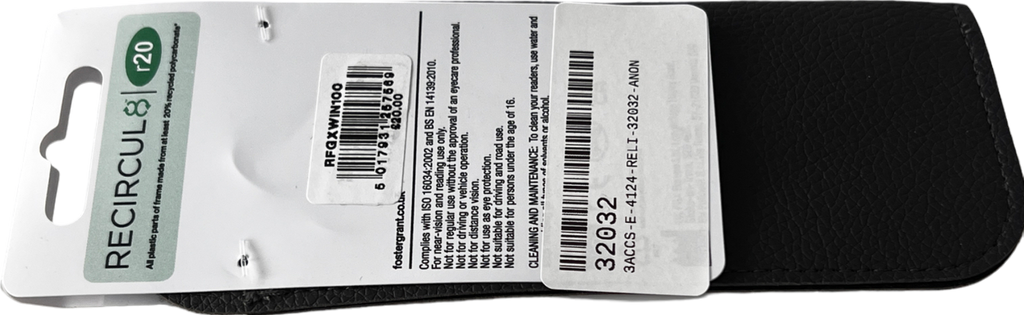 RECIRCUL8
r20
All plastic parts of frame made from at least 20% recycled polycarbonate*
RFGXWIN100
5 017931 267569
£20.00
fostergrant.co.uk
Complies with ISO 16034:2002 and BS EN 14139:2010.
For near-vision and reading use only.
Not for regular use without the approval of an eyecare professional.
Not for driving or vehicle operation.
Not for distance vision.
Not for use as eye protection.
Not suitable for driving and road use.
Not suitable for persons under the age of 16.
CLEANING AND MAINTENANCE: To clean your readers, use water and
solvents or alcohol.
32032
3ACCS-E-4124-RELI-32032-ANON